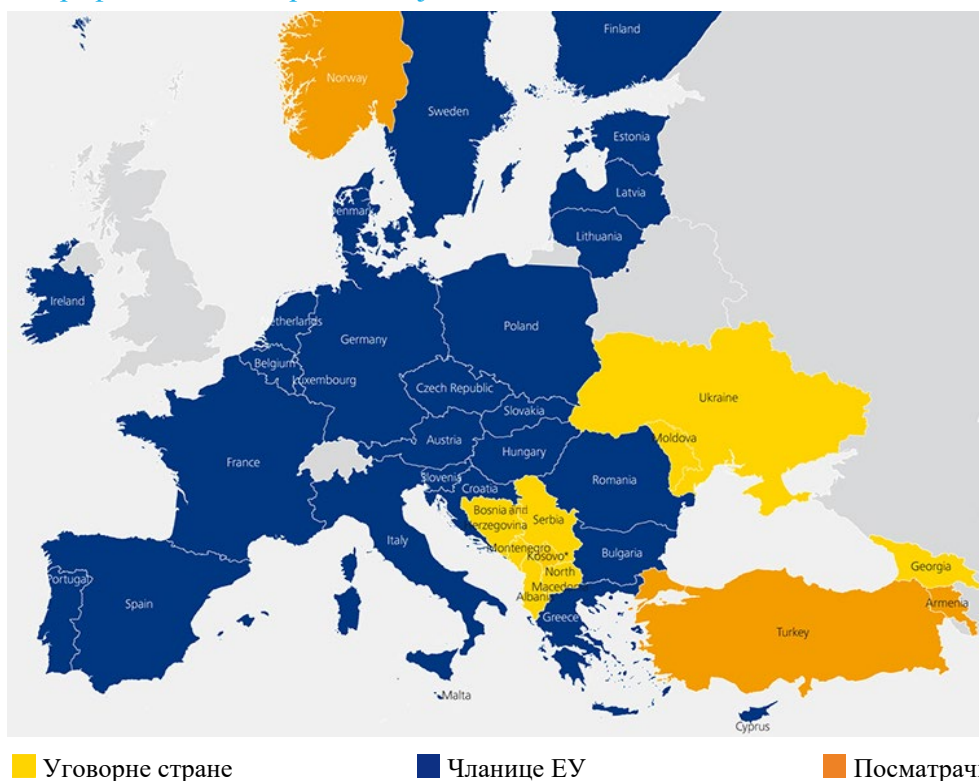 Finland
Norway
Sweden
Estonia
Latvia
Denmark
Lithuania
Ireland
Netherlands
Poland
Germany
Belgium
Luxembourg
Czech Republic
Ukraine
Slovakia
Austria
Moldova
Hungary
France
Slovenia
Romania
Croatia
Bosnia and
Herzegovina
Serbia
Italy
Montenegro
Kosovo*
Bulgaria
North
Macedon
Albania
Georgia
Portugal
Spain
Armenia
Greece
Turkey
Malta
Cyprus
Уговорне стране
Чланице ЕУ
Посматрач